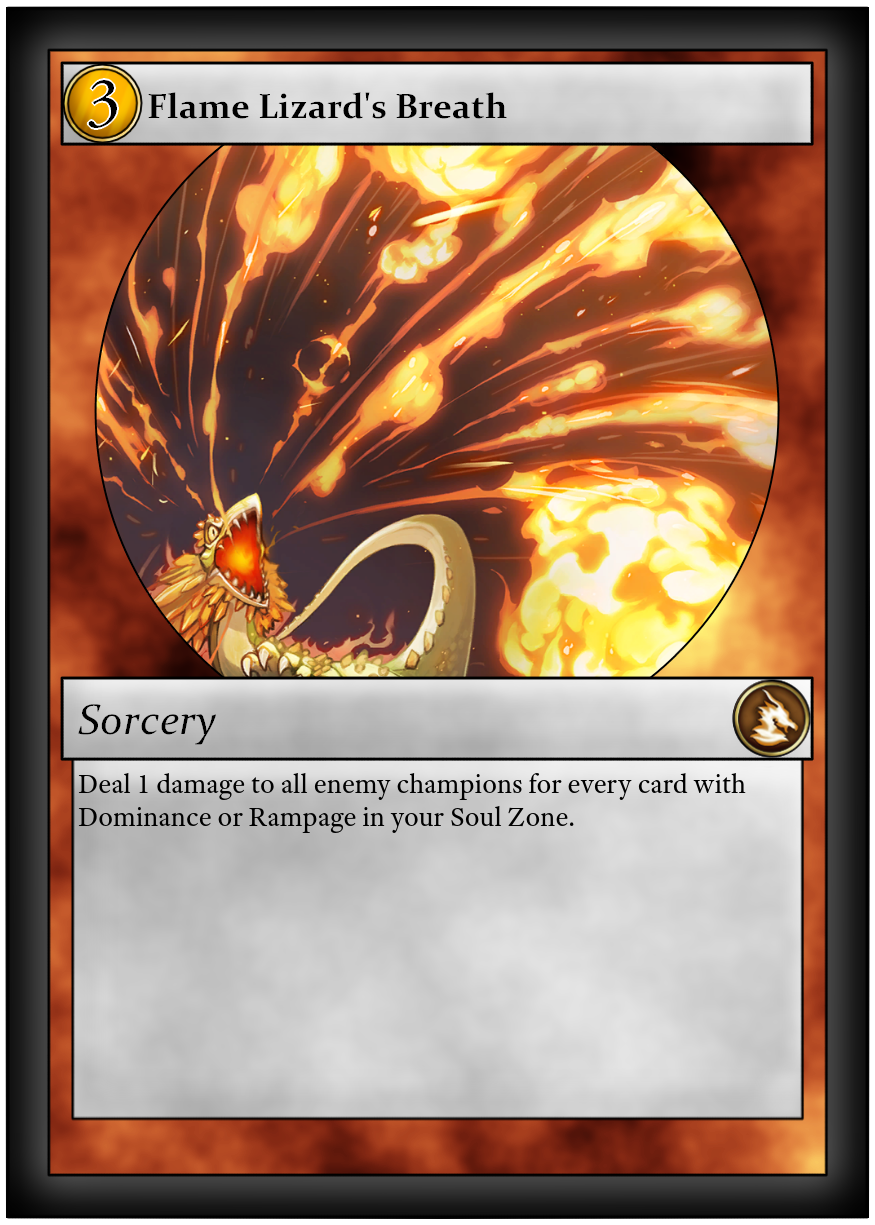 3 Flame Lizard's Breath
Sorcery
Deal 1 damage to all enemy champions for every card with
Dominance or Rampage in your Soul Zone.